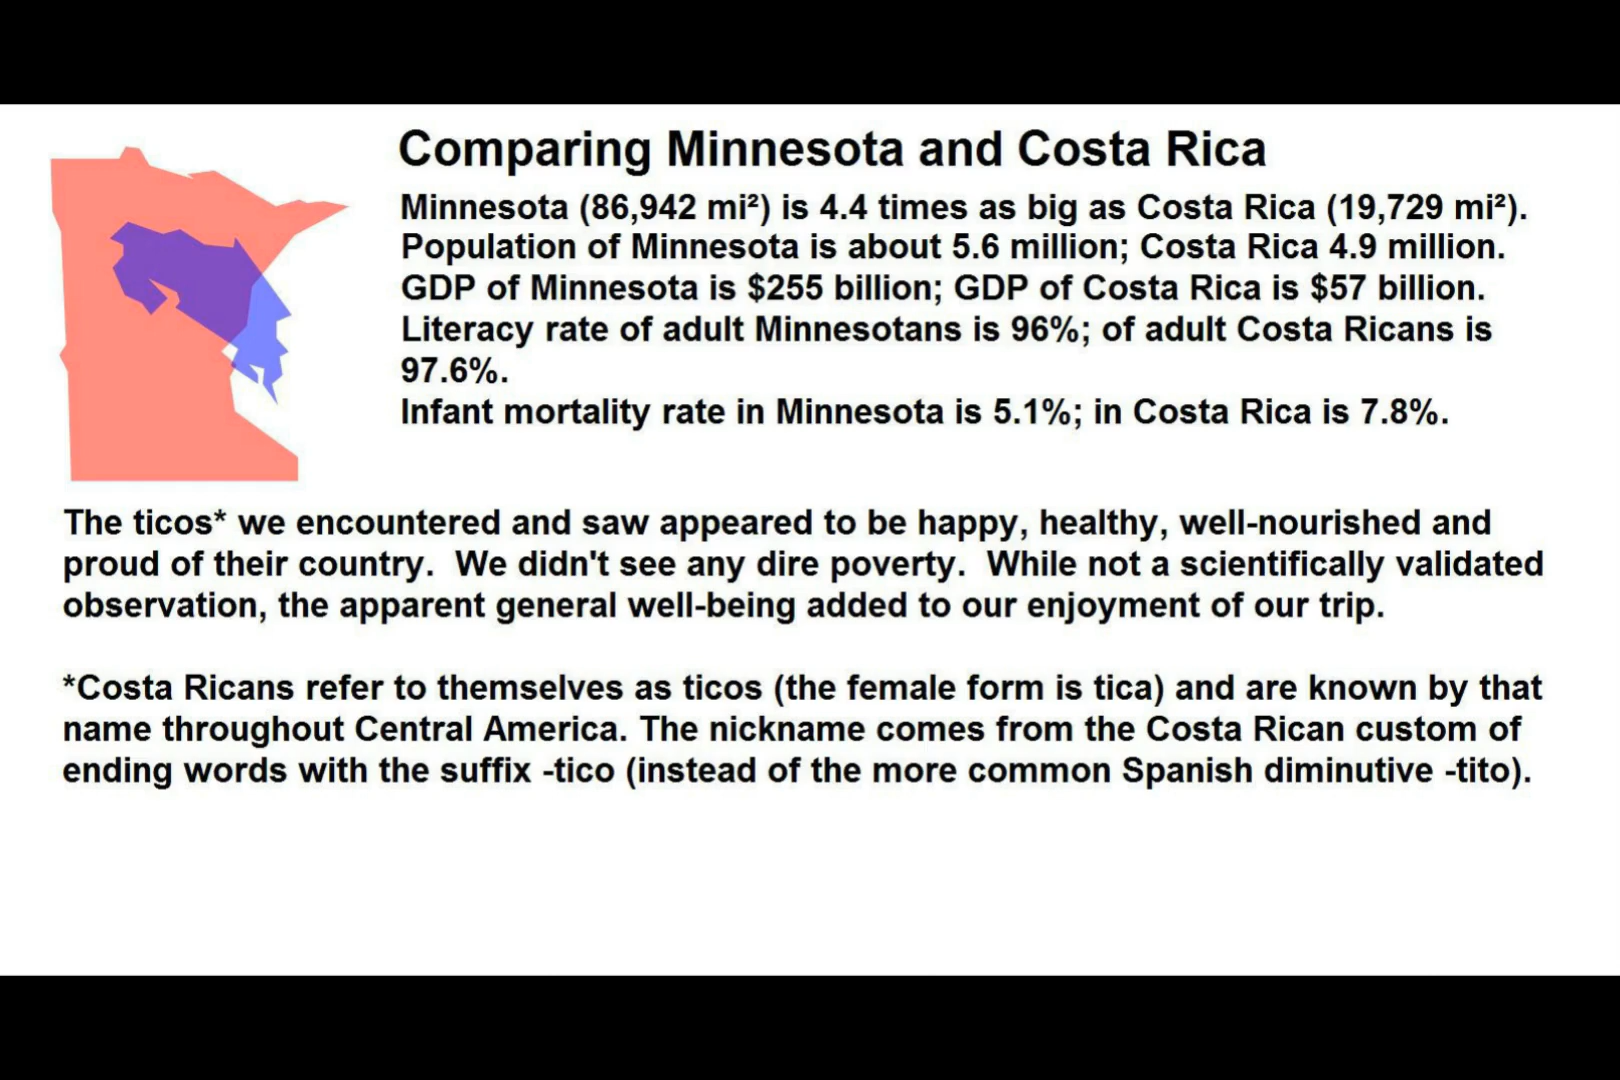 Comparing Minnesota and Costa Rica
Minnesota (86,942 mi²) is 4.4 times as big as Costa Rica (19,729 mi²).
Population of Minnesota is about 5.6 million; Costa Rica 4.9 million.
GDP of Minnesota is $255 billion; GDP of Costa Rica is $57 billion.
Literacy rate of adult Minnesotans is 96%; of adult Costa Ricans is
97.6%.
Infant mortality rate in Minnesota is 5.1%; in Costa Rica is 7.8%.
The ticos* we encountered and saw appeared to be happy, healthy, well-nourished and
proud of their country.  We didn't see any dire poverty.  While not a scientifically validated
observation, the apparent general well-being added to our enjoyment of our trip.
*Costa Ricans refer to themselves as ticos (the female form is tica) and are known by that
name throughout Central America. The nickname comes from the Costa Rican custom of
ending words with the suffix -tico (instead of the more common Spanish diminutive -tito).